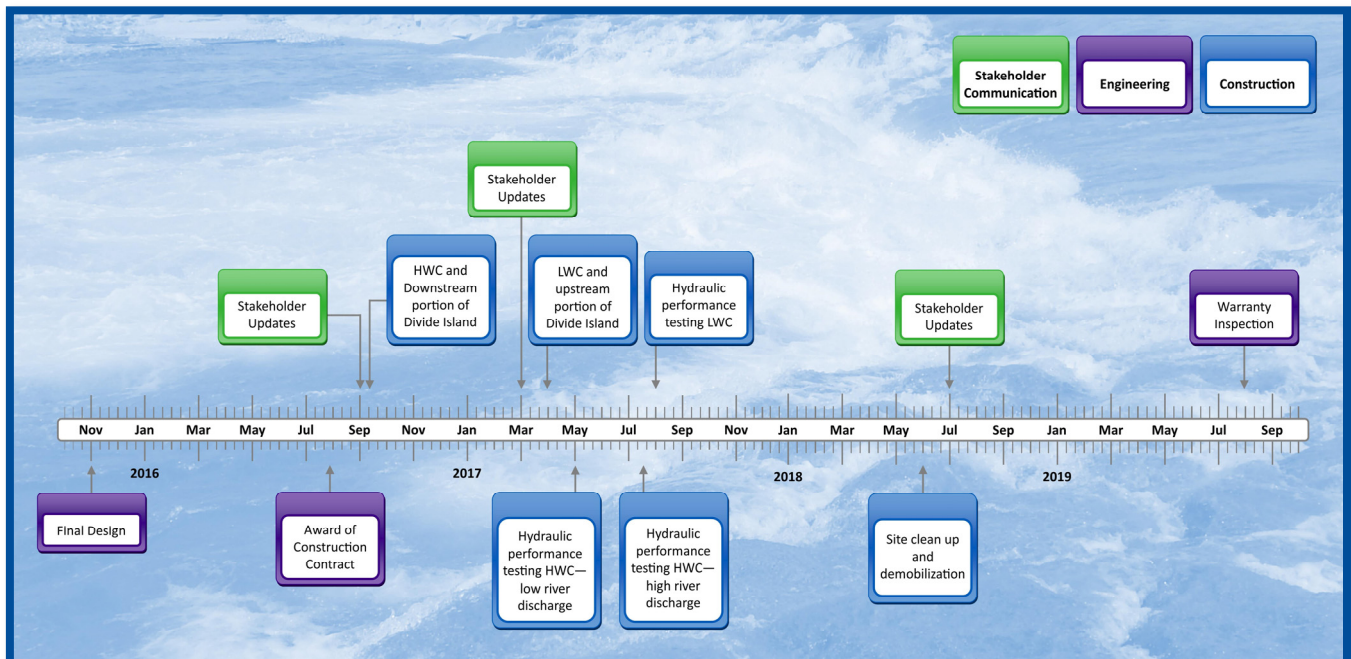 Stakeholder
Communication
Engineering
Construction
Stakeholder
Updates
HWC and
Downstream
portion of
Divide Island
Stakeholder
Updates
LWC and
upstream
portion of
Divide Island
Hydraulic
performance
testing LWC
Stakeholder
Updates
Warranty
Inspection
Nov Jan Mar May Jul Sep Nov Jan Mar May Jul Sep Nov Jan Mar May Jul Sep Nov Jan Mar May Jul Sep
2016 2017 2018 2019
Final Design
Award of
Construction
Contract
Hydraulic
performance
testing HWC—
low river
discharge
Hydraulic
performance
testing HWC—
high river
discharge
Site clean up
and
demobilization